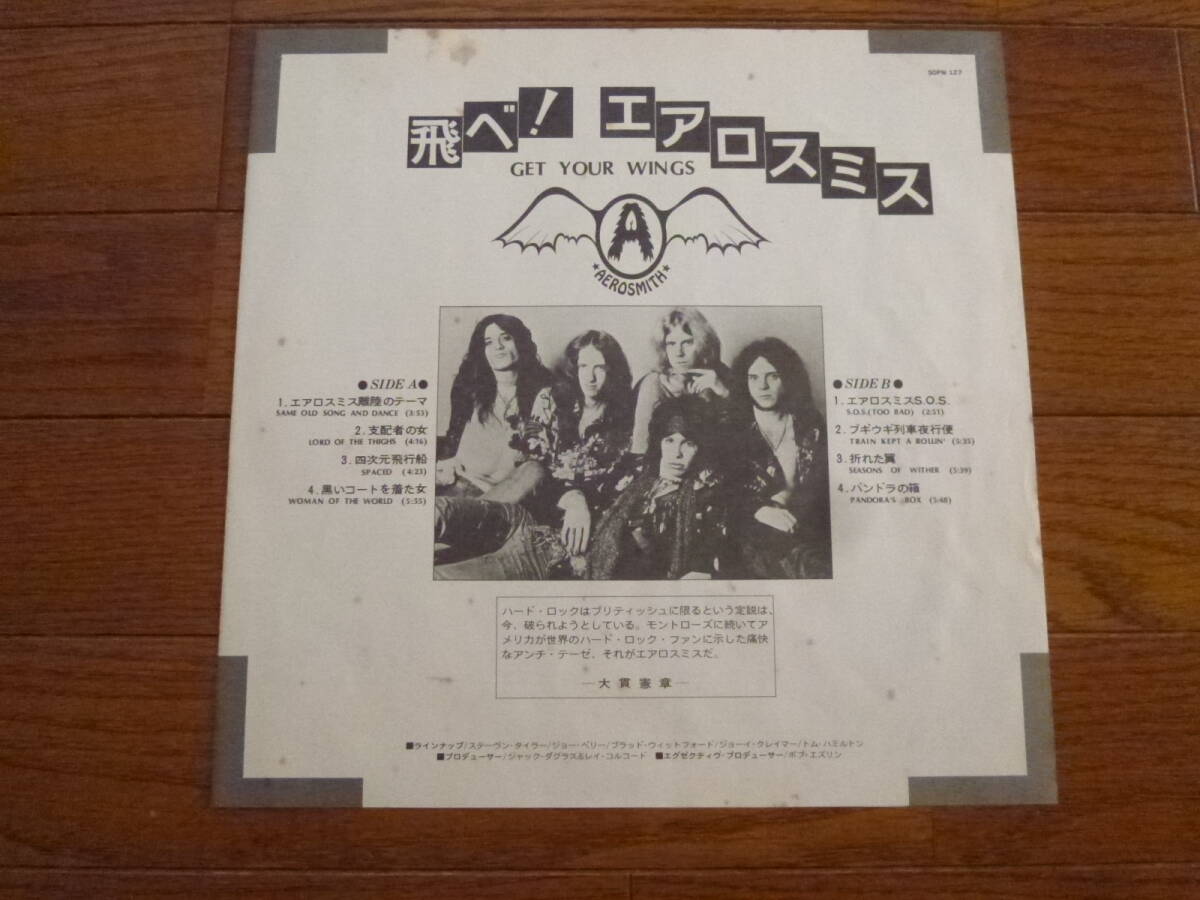 SOPN 127
飛べ! エアロスミス
GET YOUR WINGS
A
★AEROSMITH★
●SIDE A●
1.エアロスミス離陸のテーマ
SAME OLD SONG AND DANCE (3:53)
2.支配者の女
LORD OF THE THIGHS (4:16)
3.四次元飛行船
SPACED (4:23)
4.黒いコートを着た女
WOMAN OF THE WORLD (5:55)
●SIDE B●
1.エアロスミスS.O.S.
S.O.S.(TOO BAD) (2:51)
2.ブギウギ列車夜行便
TRAIN KEPT A ROLLIN' (5:35)
3.折れた翼
SEASONS OF WITHER (5:39)
4.パンドラの箱
PANDORA'S BOX (5:48)
ハード・ロックはブリティッシュに限るという定説は、
今、破られようとしている。モントローズに続いてア
メリカが世界のハード・ロック・ファンに示した痛快
なアンチ・テーゼ、それがエアロスミスだ。
—大貫憲章—
■ラインナップ/スティーヴン・タイラー/ジョー・ペリー/ブラッド・ウィットフォード/ジョーイ・クレイマー/トム・ハミルトン
■プロデューサー/ジャック・ダグラス&レイ・コルコード ■エグゼクティヴ・プロデューサー/ボブ・エズリン